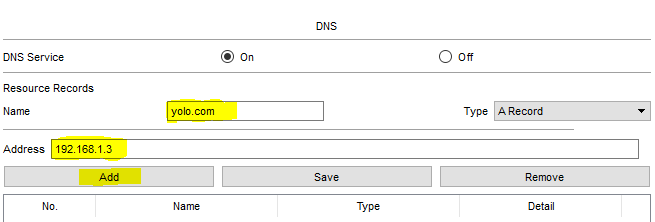 DNS
DNS Service On Off
Resource Records
Name yolo.com Type A Record
Address 192.168.1.3
Add Save Remove
No. Name Type Detail